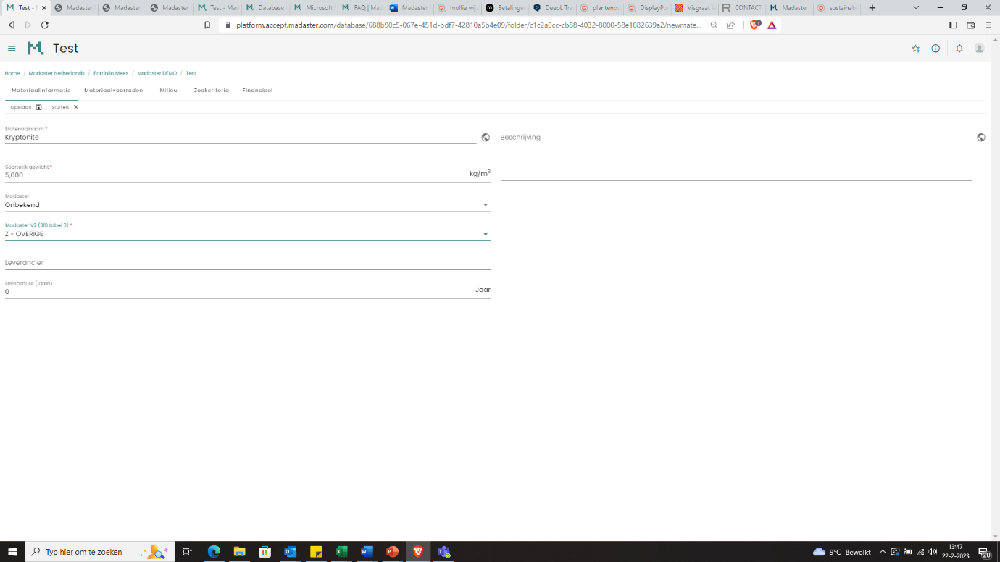 Test - M
Madaster
Madaster
Madaster
Test - Mad
Database
Microsoft
FAQ | Mad
Madaster
mollie wij
Betalingen
DeepL Tra
plantenpo
DisplayPo
Visgraat l
CONTACT
Madaster
sustainab
platform.accept.madaster.com/database/688b90c5-067e-451d-bdf7-42810a5b4e09/folder/c1c2a0cc-cb88-4032-8000-58e1082639a2/newmate...
Test
Home / Madaster Netherlands / Portfolio Mees / Madaster DEMO / Test
Materiaalinformatie Materiaalvoorraden Milieu Zoekcriteria Financieel
Opslaan Sluiten
Materiaalnaam *
Kryptonite
Beschrijving
Soortelijk gewicht *
5,000 kg/m³
Madaster
Onbekend
Madaster V2 (SfB tabel 3) *
Z - OVERIGE
Leverancier
Levensduur (jaren)
0 Jaar
Typ hier om te zoeken
9°C Bewolkt
13:47
22-2-2023
20